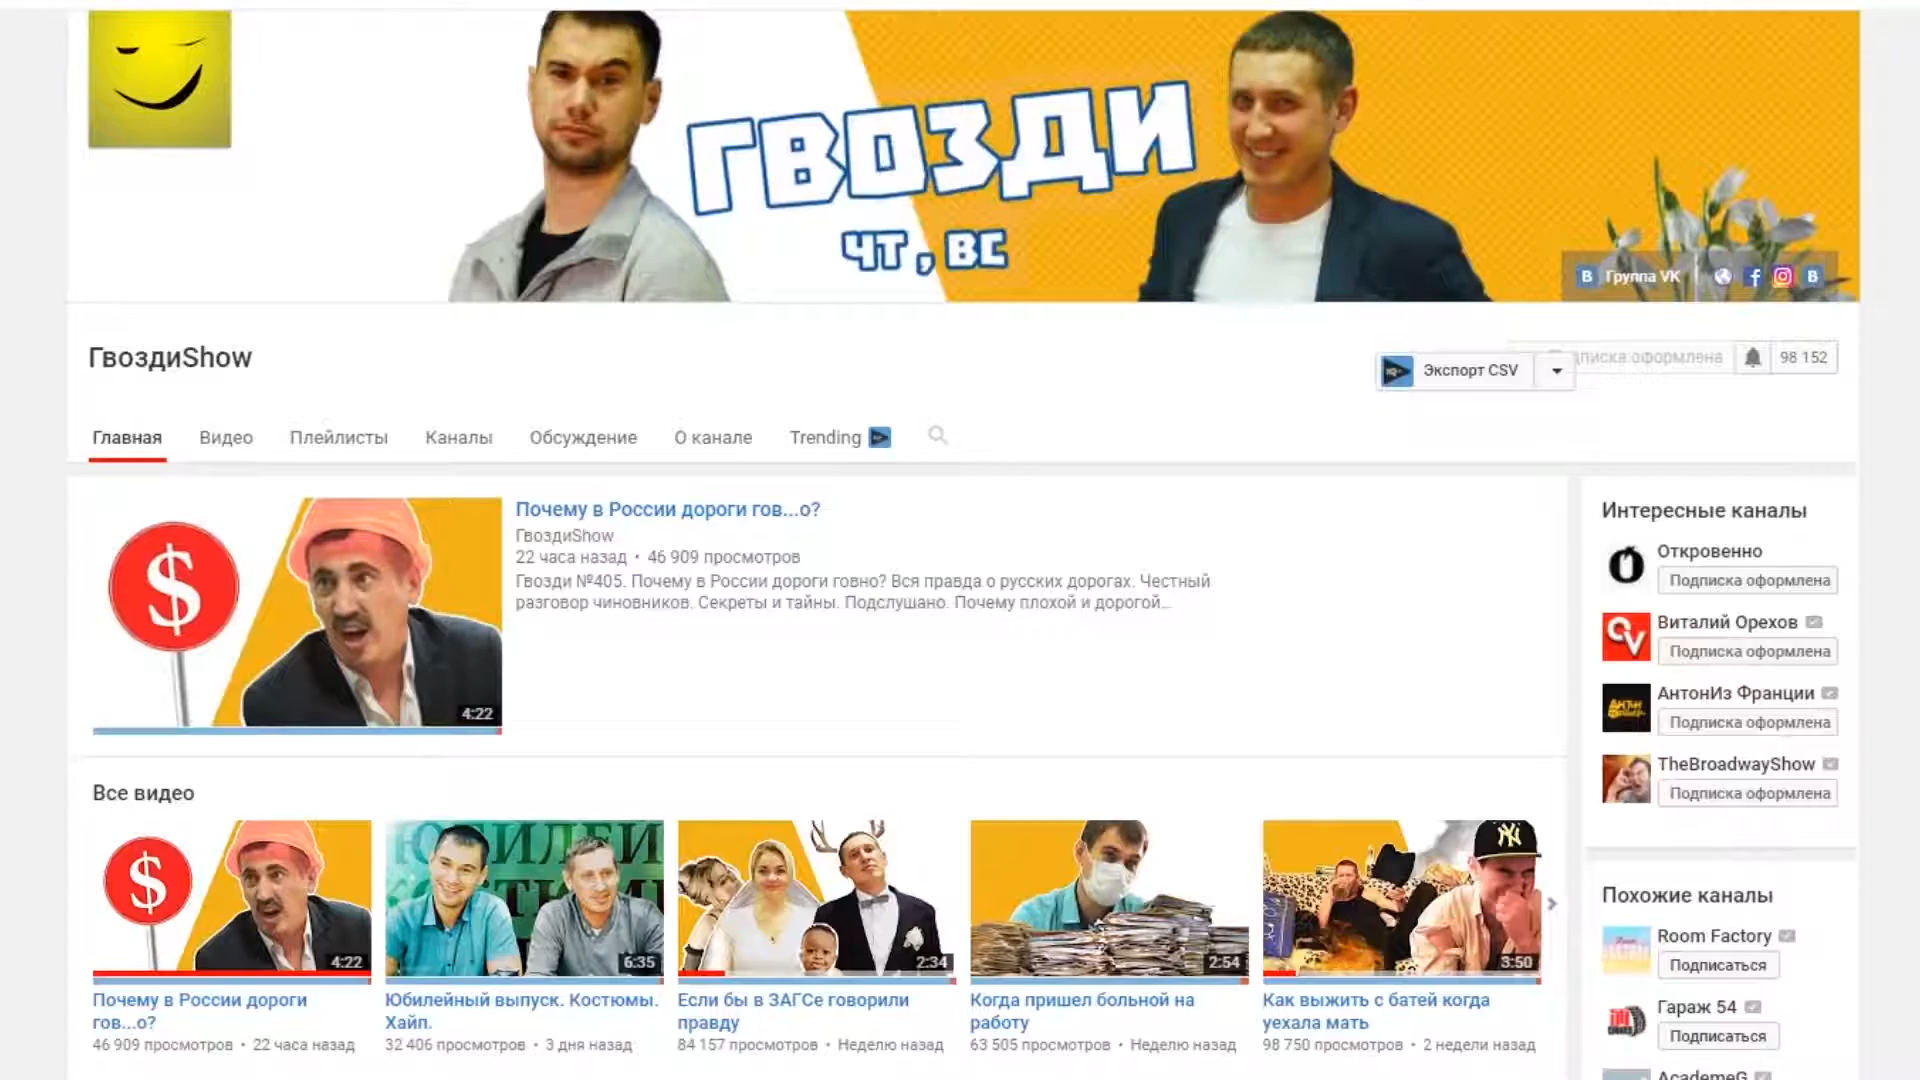 ГВОЗДИ
ЧТ, ВС
Группа VK
ГвоздиShow
Экспорт CSV
оформлена
98 152
Главная
Видео
Плейлисты
Каналы
Обсуждение
О канале
Trending
$
4:22
Почему в России дороги гов...о?
ГвоздиShow
22 часа назад • 46 909 просмотров
Гвозди №405. Почему в России дороги говно? Вся правда о русских дорогах. Честный
разговор чиновников. Секреты и тайны. Подслушано. Почему плохой и дорогой...
Все видео
$
4:22
Почему в России дороги
гов...о?
46 909 просмотров • 22 часа назад
6:35
Юбилейный выпуск. Костюмы.
Хайп.
32 406 просмотров • 3 дня назад
2:34
Если бы в ЗАГСе говорили
правду
84 157 просмотров • Неделю назад
2:54
Когда пришел больной на
работу
63 505 просмотров • Неделю назад
3:50
Как выжить с батей когда
уехала мать
98 750 просмотров • 2 недели назад
Интересные каналы
Откровенно
Подписка оформлена
Виталий Орехов
Подписка оформлена
АнтонИз Франции
Подписка оформлена
TheBroadwayShow
Подписка оформлена
Похожие каналы
Room Factory
Подписаться
Гараж 54
Подписаться
AcademeG